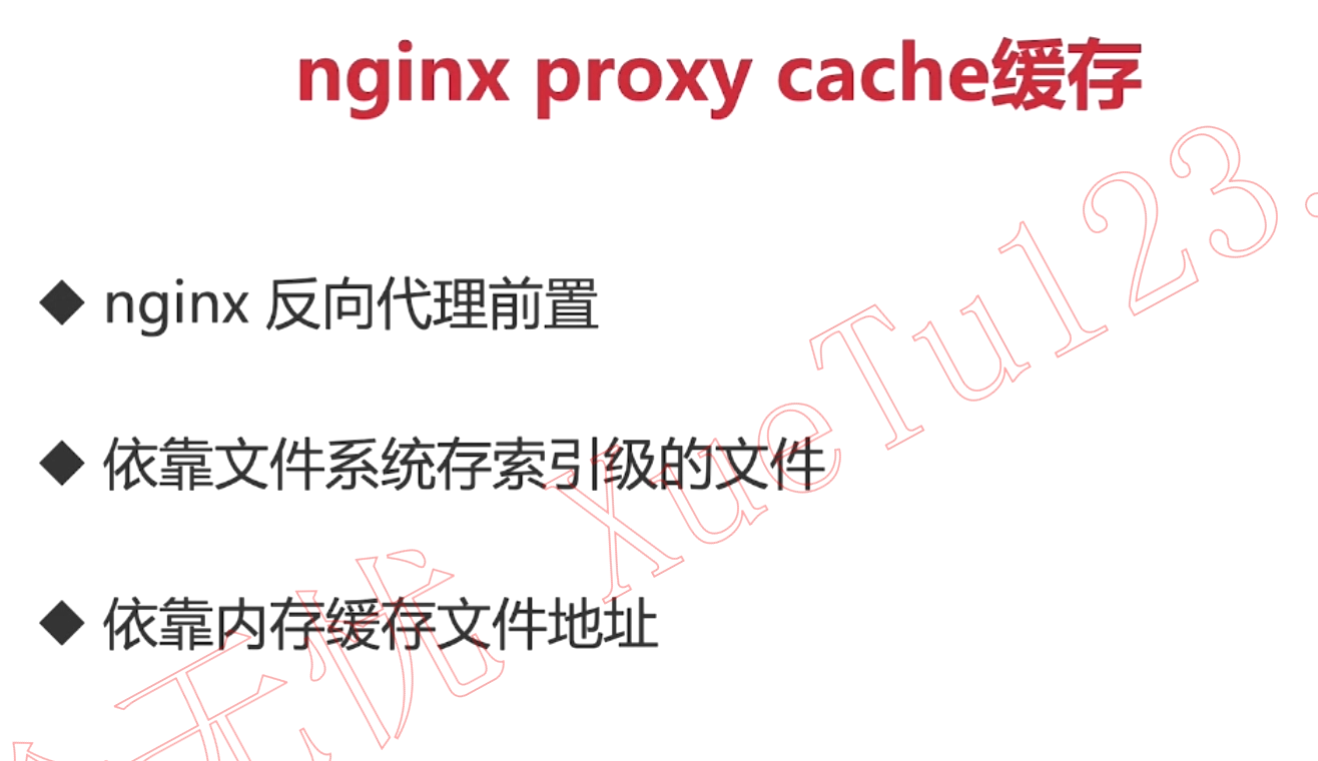 nginx proxy cache缓存
nginx 反向代理前置
依靠文件系统存索引级的文件
依靠内存缓存文件地址
无忧 XueTu123.